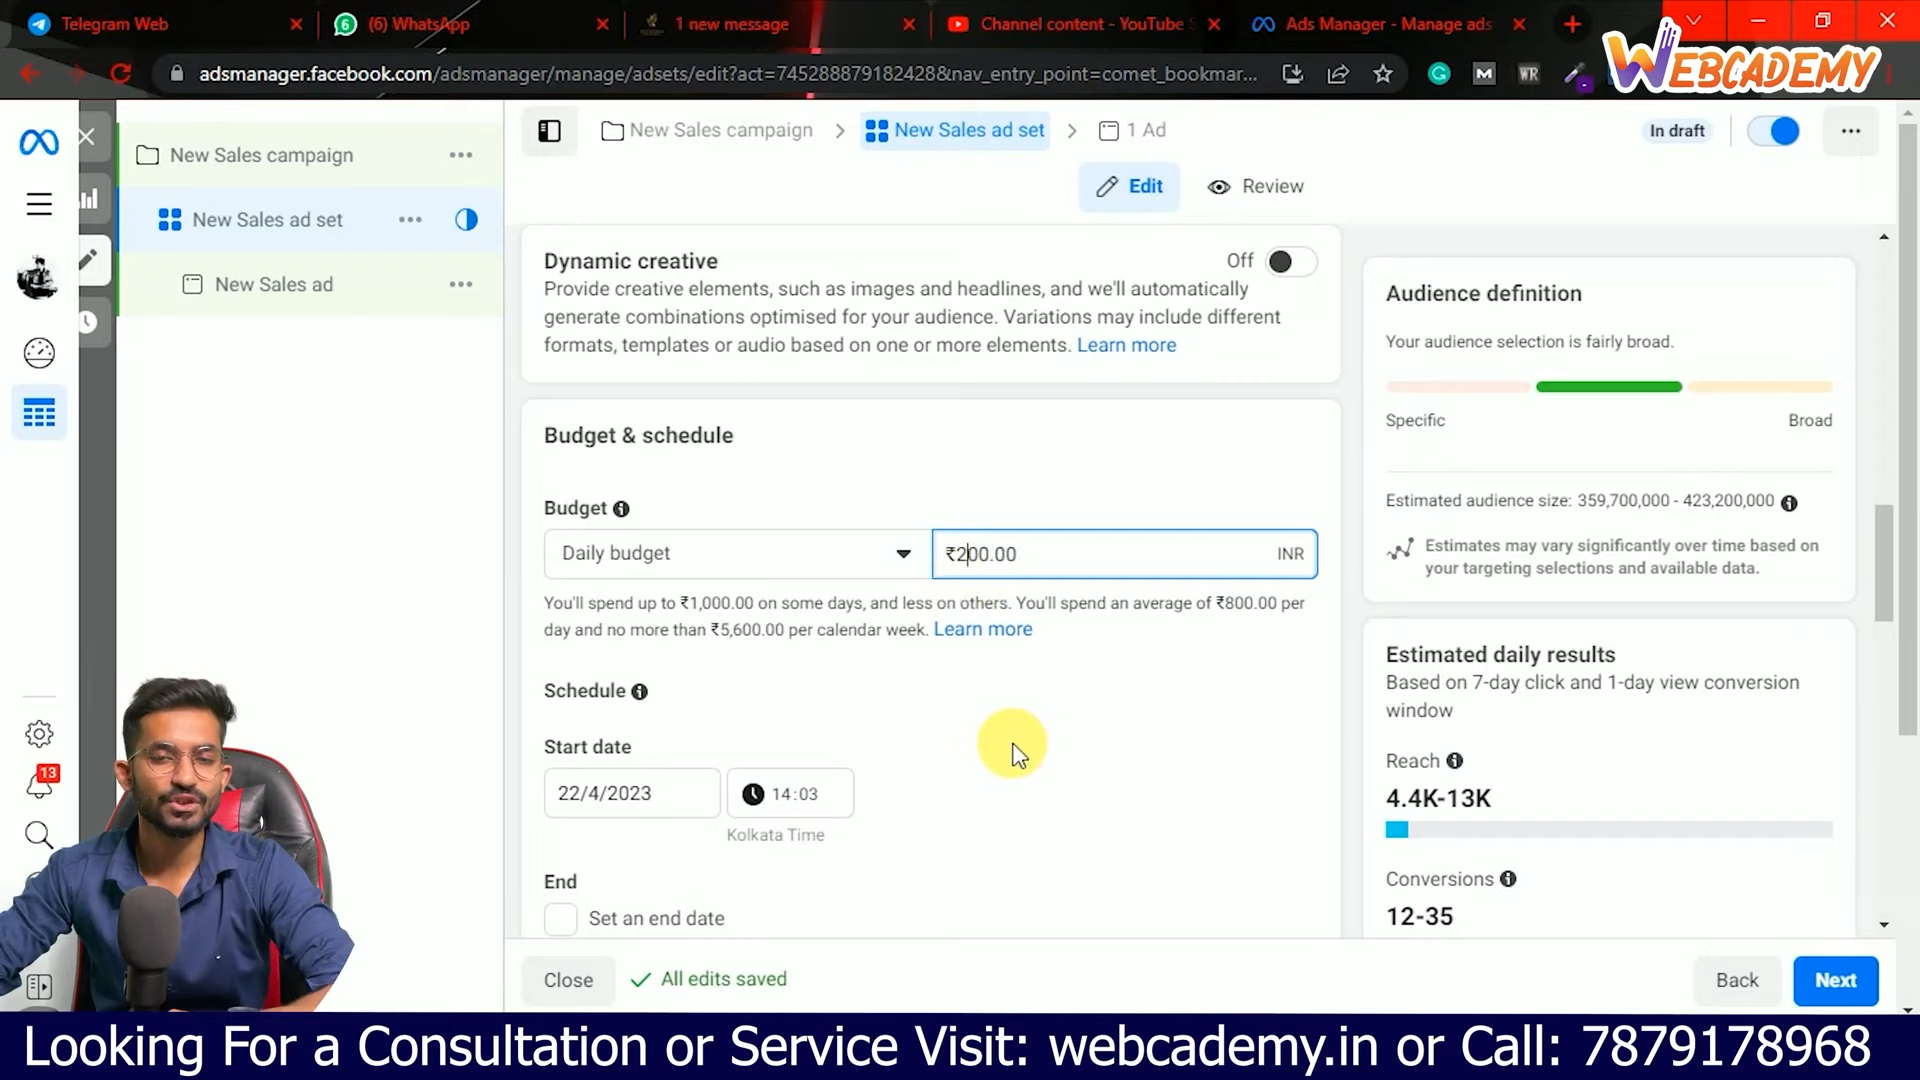 Telegram Web
(6) WhatsApp
1 new message
Channel content - YouTube S
Ads Manager - Manage ads
WEBCADEMY
adsmanager.facebook.com/adsmanager/manage/adsets/edit?act=745288879182428&nav_entry_point=comet_bookmar...
M
WR
New Sales campaign
New Sales ad set
New Sales ad
New Sales campaign
New Sales ad set
1 Ad
In draft
Edit
Review
Dynamic creative
Off
Provide creative elements, such as images and headlines, and we'll automatically
generate combinations optimised for your audience. Variations may include different
formats, templates or audio based on one or more elements. Learn more
Budget & schedule
Budget
Daily budget
₹200.00
INR
You'll spend up to ₹1,000.00 on some days, and less on others. You'll spend an average of ₹800.00 per
day and no more than ₹5,600.00 per calendar week. Learn more
Schedule
Start date
22/4/2023
14:03
Kolkata Time
End
Set an end date
Close
All edits saved
Back
Next
Audience definition
Your audience selection is fairly broad.
Specific
Broad
Estimated audience size: 359,700,000 - 423,200,000
Estimates may vary significantly over time based on
your targeting selections and available data.
Estimated daily results
Based on 7-day click and 1-day view conversion
window
Reach
4.4K-13K
Conversions
12-35
13
Looking For a Consultation or Service Visit: webcademy.in or Call: 7879178968